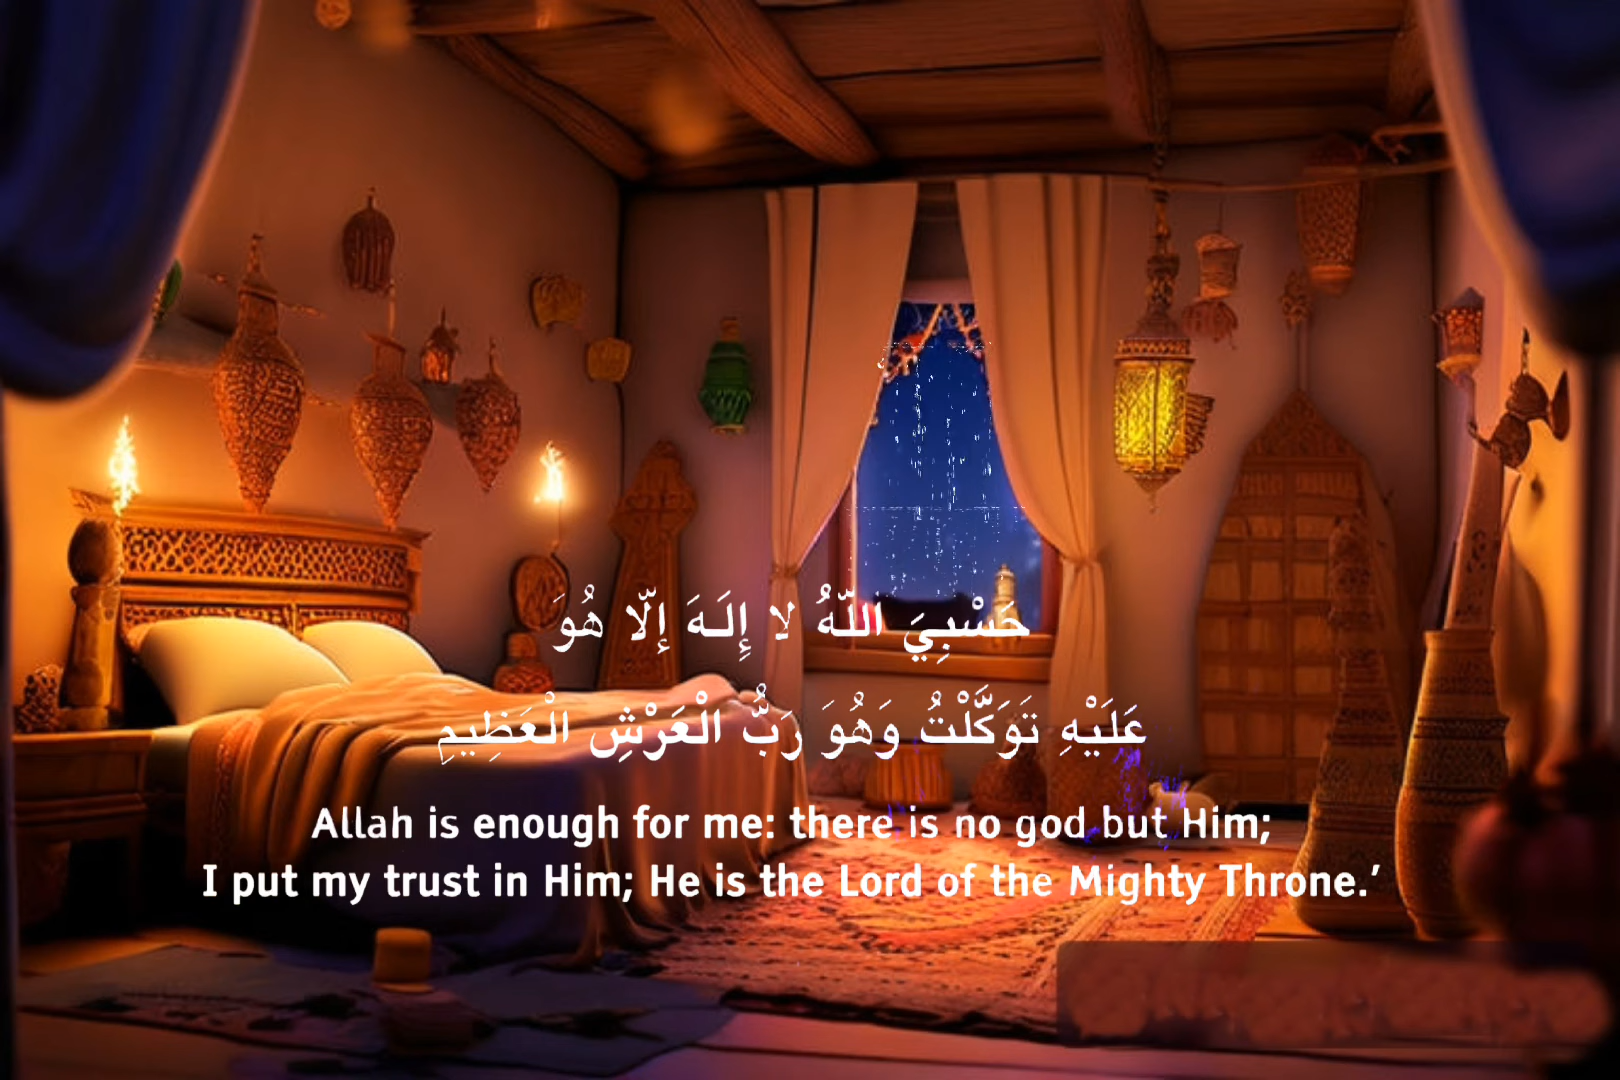 حَسْبِيَ اللّهُ لا إِلَـهَ إلّا هُوَ
عَلَيْهِ تَوَكَّلْتُ وَهُوَ رَبُّ الْعَرْشِ الْعَظِيمِ
Allah is enough for me: there is no god but Him;
I put my trust in Him; He is the Lord of the Mighty Throne.’